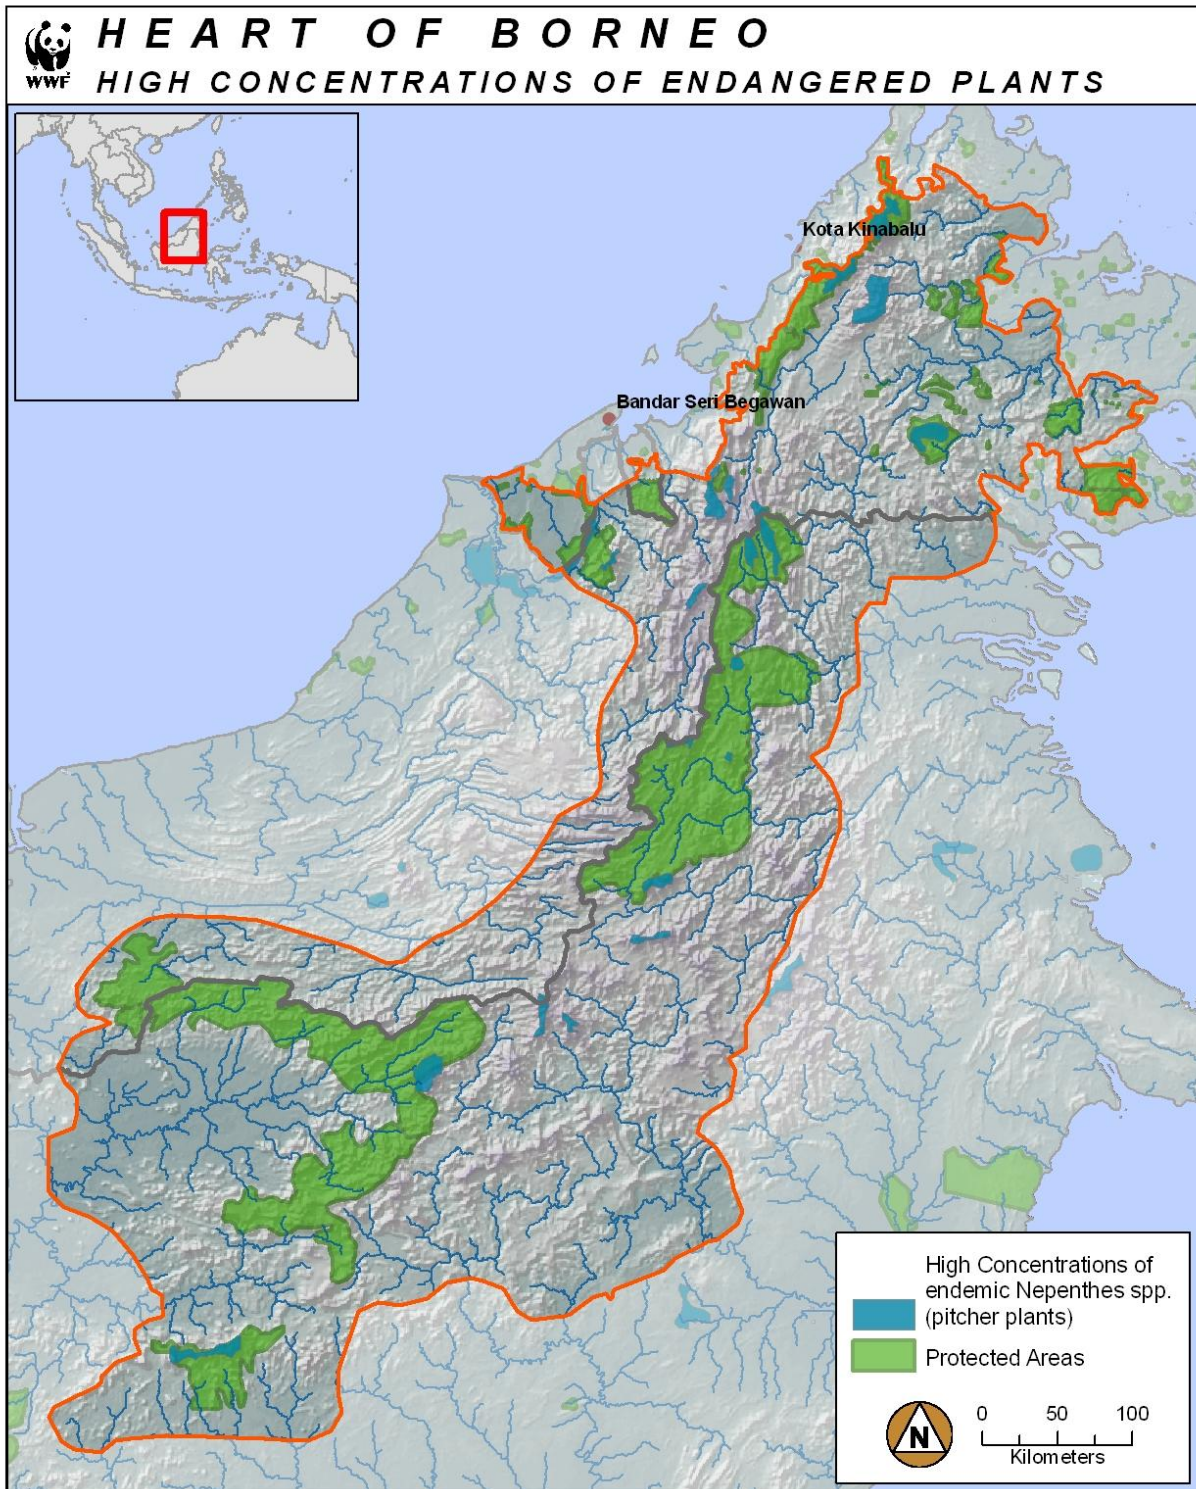 HEART OF BORNEO
WWF
HIGH CONCENTRATIONS OF ENDANGERED PLANTS
Kota Kinabalu
Bandar Seri Begawan
High Concentrations of
endemic Nepenthes spp.
(pitcher plants)
Protected Areas
N
0 50 100
Kilometers